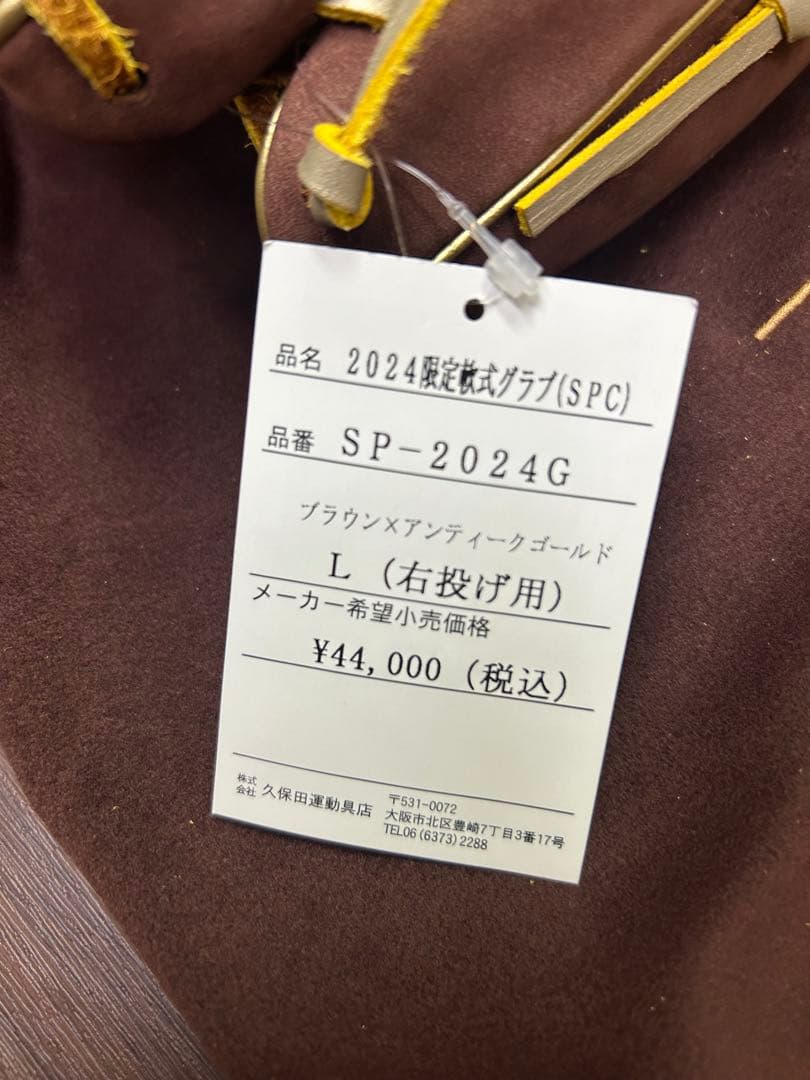 品名 2024限定軟式グラブ(SPC)
品番 SP-2024G
ブラウン×アンティークゴールド
L (右投げ用)
メーカー希望小売価格
¥44,000 (税込)
株式会社 久保田運動具店
〒531-0072
大阪市北区豊崎7丁目3番17号
TEL06(6373)2288